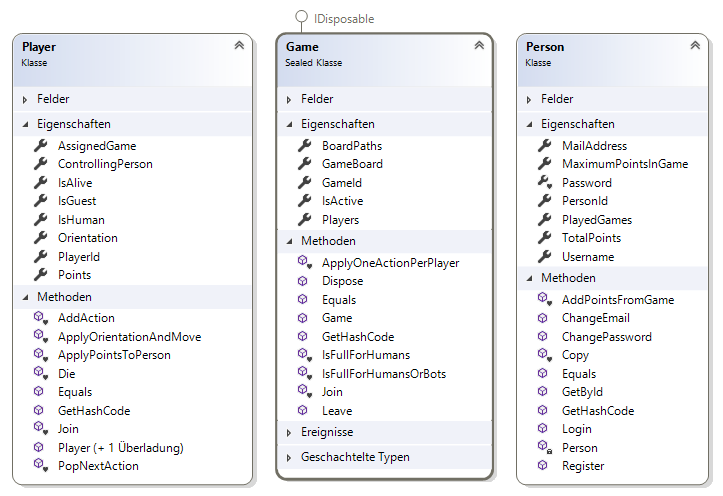 IDisposable
Player
Klasse
Felder
Eigenschaften
AssignedGame
ControllingPerson
IsAlive
IsGuest
IsHuman
Orientation
PlayerId
Points
Methoden
AddAction
ApplyOrientationAndMove
ApplyPointsToPerson
Die
Equals
GetHashCode
Join
Player (+ 1 Überladung)
PopNextAction
Game
Sealed Klasse
Felder
Eigenschaften
BoardPaths
GameBoard
GameId
IsActive
Players
Methoden
ApplyOneActionPerPlayer
Dispose
Equals
Game
GetHashCode
IsFullForHumans
IsFullForHumansOrBots
Join
Leave
Ereignisse
Geschachtelte Typen
Person
Klasse
Felder
Eigenschaften
MailAddress
MaximumPointsInGame
Password
PersonId
PlayedGames
TotalPoints
Username
Methoden
AddPointsFromGame
ChangeEmail
ChangePassword
Copy
Equals
GetById
GetHashCode
Login
Person
Register